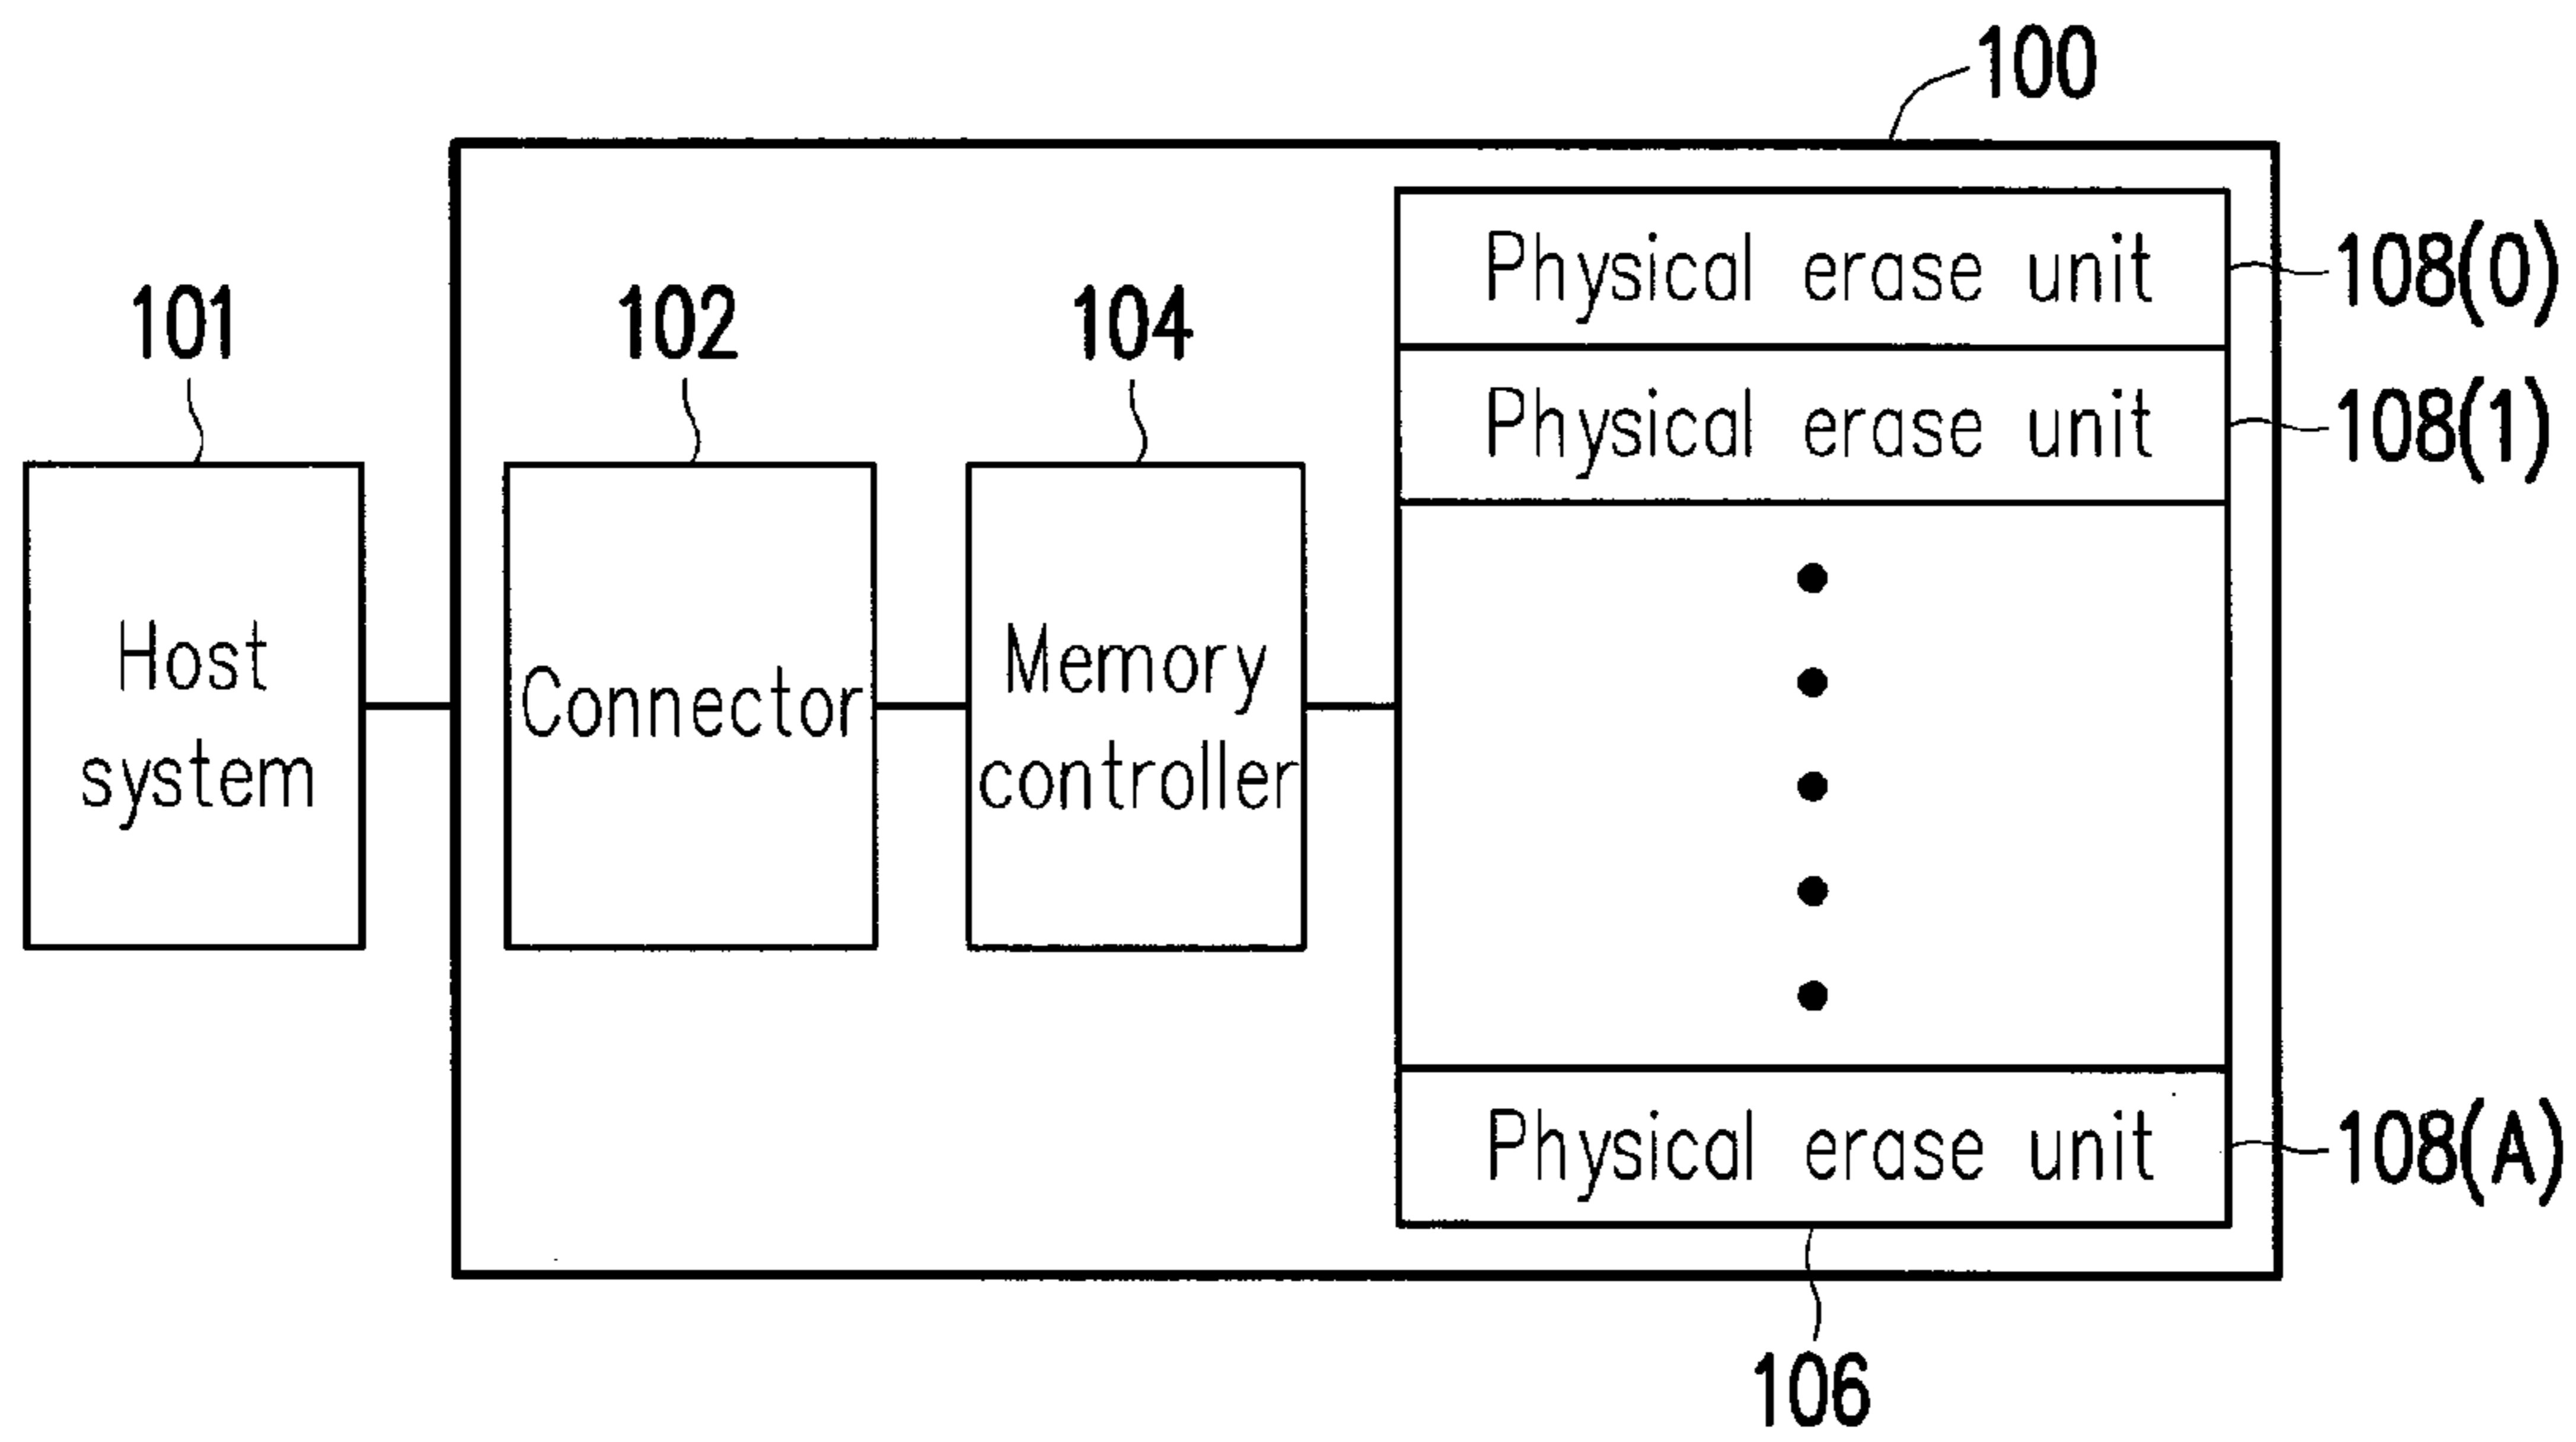 100
Physical erase unit
108(0)
101
102
104
Physical erase unit
108(1)
Host
system
Connector
Memory
controller
Physical erase unit
108(A)
106